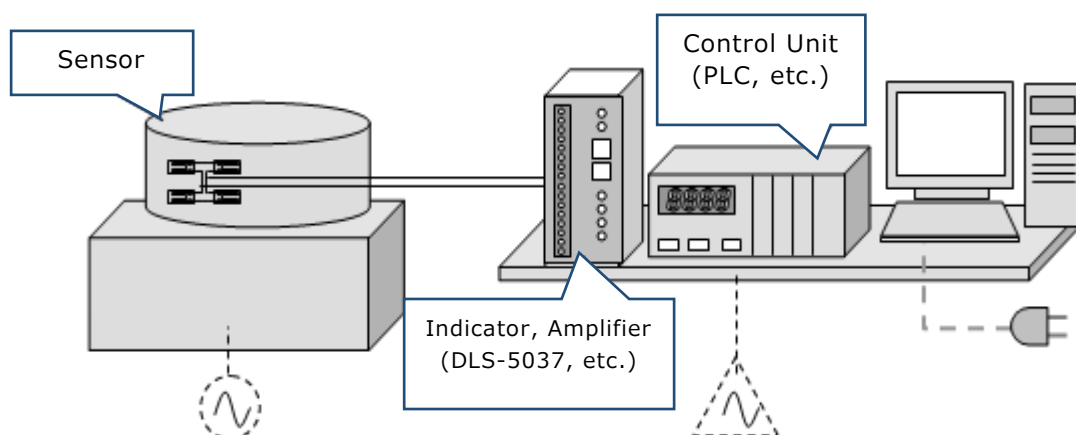 Sensor
Control Unit
(PLC, etc.)
Indicator, Amplifier
(DLS-5037, etc.)